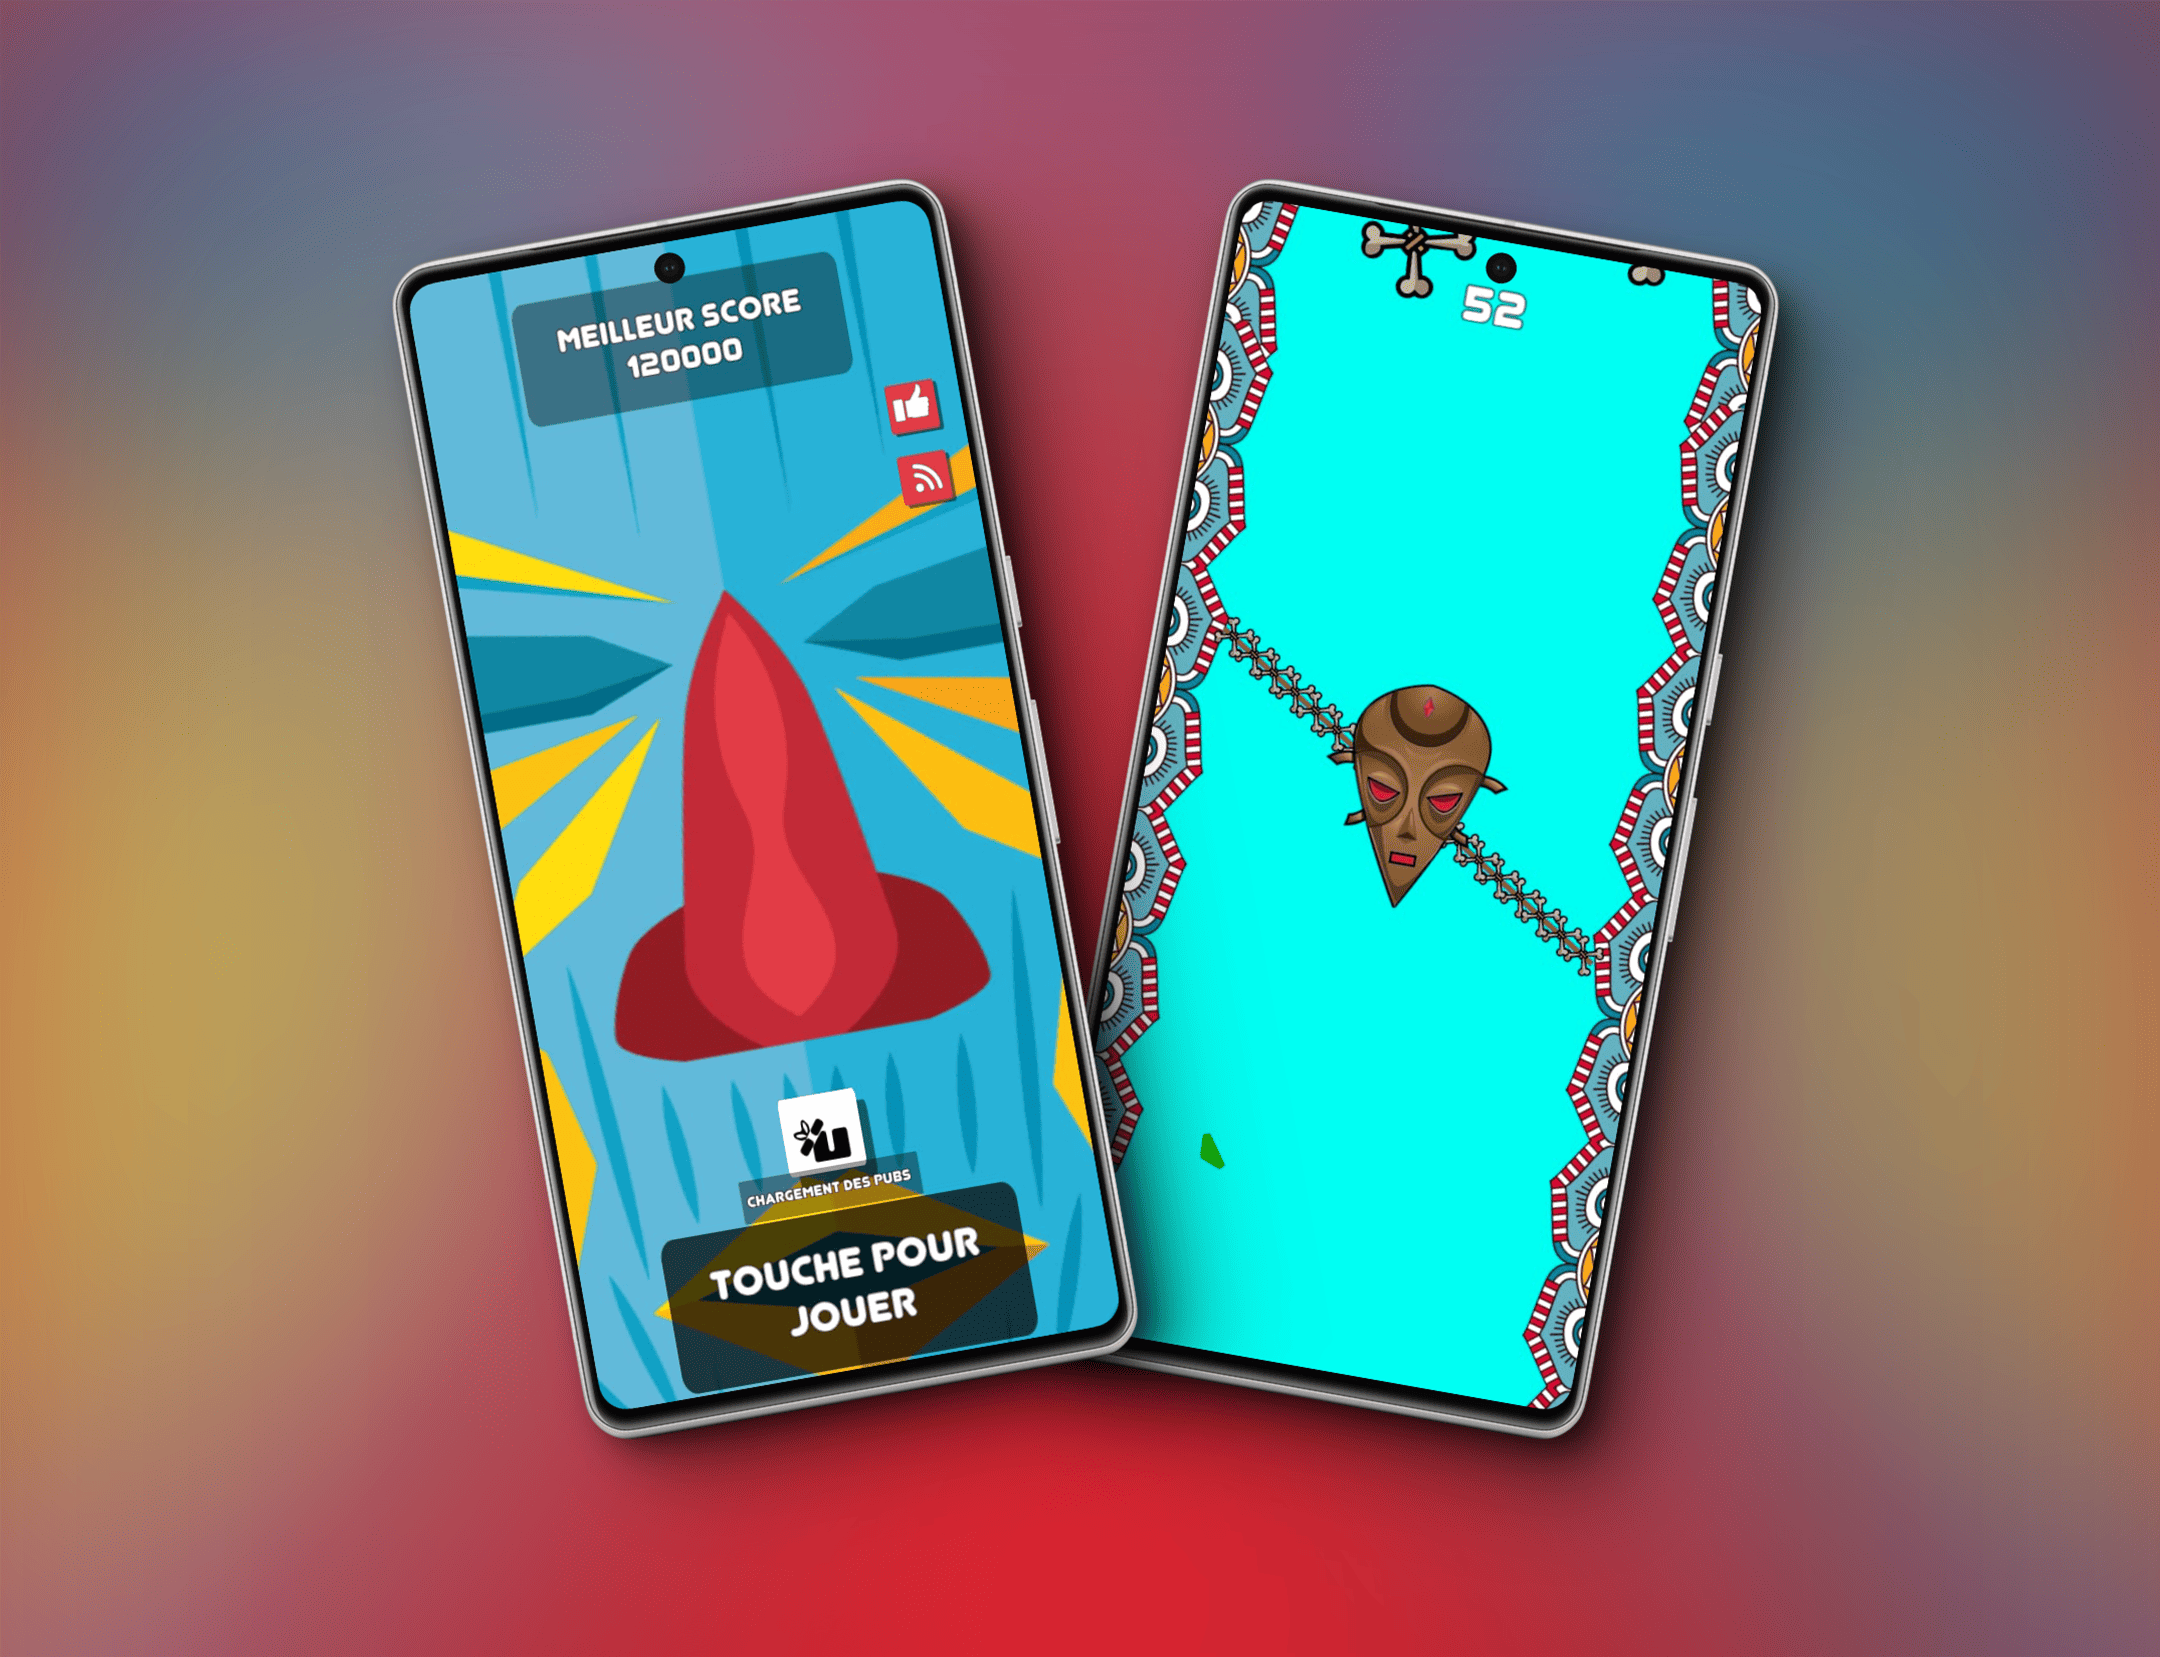 MEILLEUR SCORE
120000
CHARGEMENT DES PUBS
TOUCHE POUR
JOUER
52